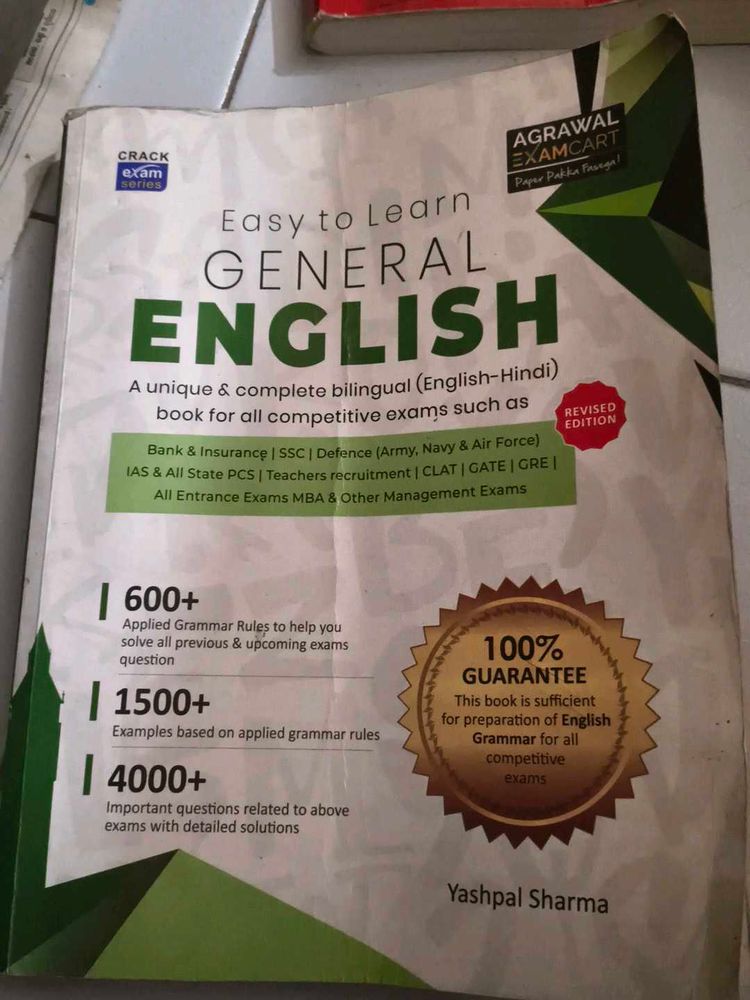 CRACK
exam
series
AGRAWAL
EXAMCART
Paper Pakka Fasega!
Easy to Learn
GENERAL
ENGLISH
A unique & complete bilingual (English-Hindi)
book for all competitive exams such as
REVISED
EDITION
Bank & Insurance | SSC | Defence (Army, Navy & Air Force)
IAS & All State PCS | Teachers recruitment | CLAT | GATE | GRE |
All Entrance Exams MBA & Other Management Exams
600+
Applied Grammar Rules to help you
solve all previous & upcoming exams
question
1500+
Examples based on applied grammar rules
4000+
Important questions related to above
exams with detailed solutions
100%
GUARANTEE
This book is sufficient
for preparation of English
Grammar for all
competitive
exams
Yashpal Sharma